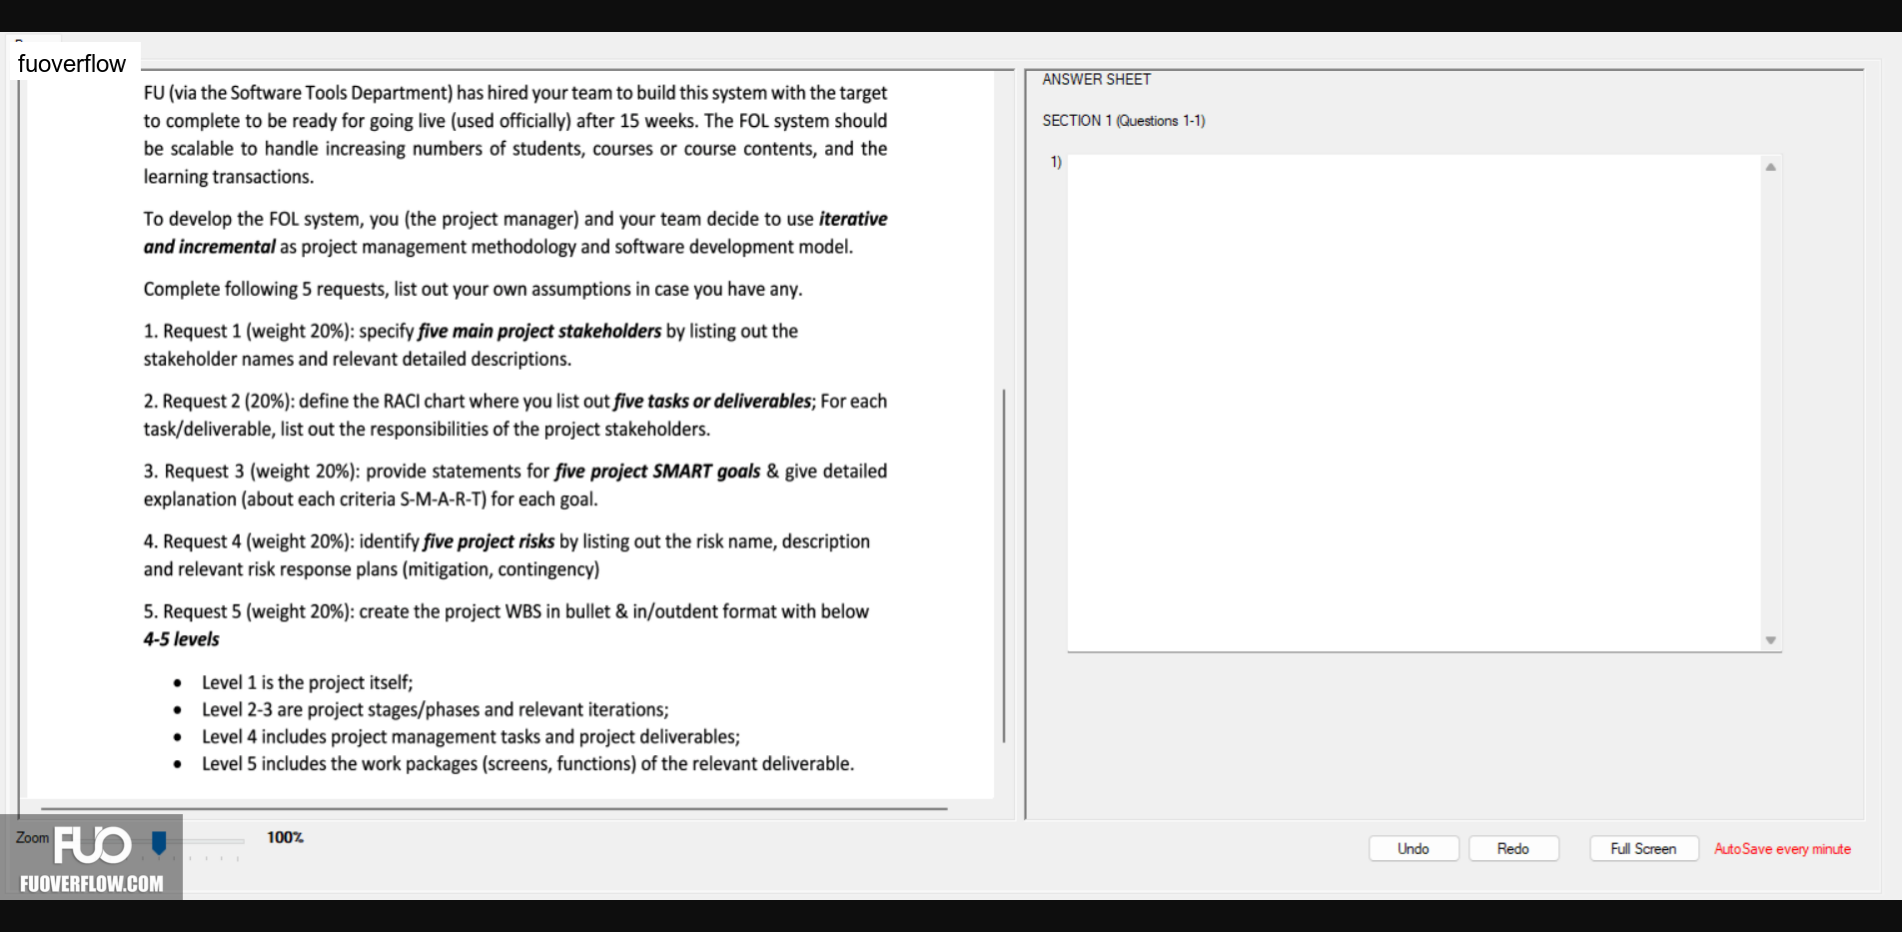 fuoverflow
FU (via the Software Tools Department) has hired your team to build this system with the target
to complete to be ready for going live (used officially) after 15 weeks. The FOL system should
be scalable to handle increasing numbers of students, courses or course contents, and the
learning transactions.
To develop the FOL system, you (the project manager) and your team decide to use iterative
and incremental as project management methodology and software development model.
Complete following 5 requests, list out your own assumptions in case you have any.
1. Request 1 (weight 20%): specify five main project stakeholders by listing out the
stakeholder names and relevant detailed descriptions.
2. Request 2 (20%): define the RACI chart where you list out five tasks or deliverables; For each
task/deliverable, list out the responsibilities of the project stakeholders.
3. Request 3 (weight 20%): provide statements for five project SMART goals & give detailed
explanation (about each criteria S-M-A-R-T) for each goal.
4. Request 4 (weight 20%): identify five project risks by listing out the risk name, description
and relevant risk response plans (mitigation, contingency)
5. Request 5 (weight 20%): create the project WBS in bullet & in/outdent format with below
4-5 levels
• Level 1 is the project itself;
• Level 2-3 are project stages/phases and relevant iterations;
• Level 4 includes project management tasks and project deliverables;
• Level 5 includes the work packages (screens, functions) of the relevant deliverable.
ANSWER SHEET
SECTION 1 (Questions 1-1)
1)
Zoom
100%
FUO
FUOVERFLOW.COM
Undo
Redo
Full Screen
AutoSave every minute